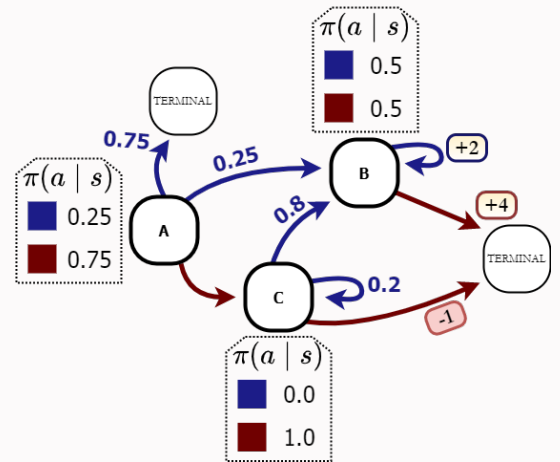 π(a | s)
0.5
0.5
TERMINAL
0.75
0.25
B
+2
π(a | s)
0.25
0.75
A
0.8
+4
TERMINAL
C
0.2
-1
π(a | s)
0.0
1.0